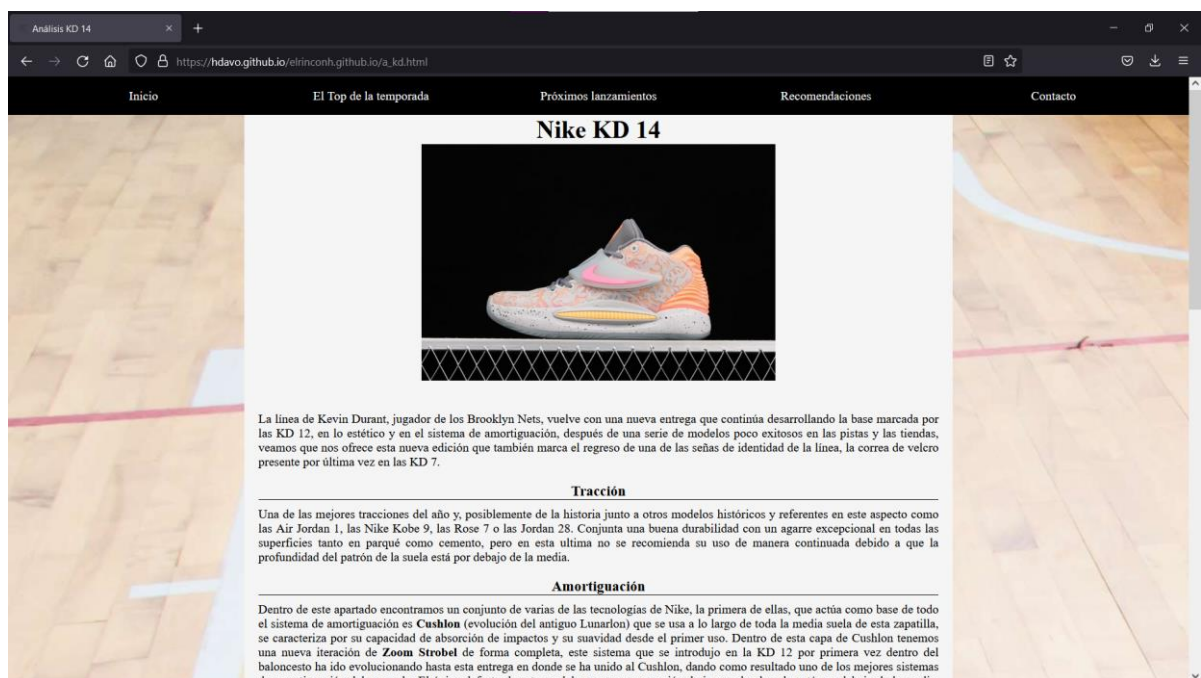 Análisis KD 14
https://hdavo.github.io/elrinconh.github.io/a_kd.html
Inicio
El Top de la temporada
Próximos lanzamientos
Recomendaciones
Contacto
Nike KD 14
La línea de Kevin Durant, jugador de los Brooklyn Nets, vuelve con una nueva entrega que continúa desarrollando la base marcada por
las KD 12, en lo estético y en el sistema de amortiguación, después de una serie de modelos poco exitosos en las pistas y las tiendas,
veamos que nos ofrece esta nueva edición que también marca el regreso de una de las señas de identidad de la línea, la correa de velcro
presente por última vez en las KD 7.
Tracción
Una de las mejores tracciones del año y, posiblemente de la historia junto a otros modelos históricos y referentes en este aspecto como
las Air Jordan 1, las Nike Kobe 9, las Rose 7 o las Jordan 28. Conjunta una buena durabilidad con un agarre excepcional en todas las
superficies tanto en parqué como cemento, pero en esta ultima no se recomienda su uso de manera continuada debido a que la
profundidad del patrón de la suela está por debajo de la media.
Amortiguación
Dentro de este apartado encontramos un conjunto de varias de las tecnologías de Nike, la primera de ellas, que actúa como base de todo
el sistema de amortiguación es Cushlon (evolución del antiguo Lunarlon) que se usa a lo largo de toda la media suela de esta zapatilla,
se caracteriza por su capacidad de absorción de impactos y su suavidad desde el primer uso. Dentro de esta capa de Cushlon tenemos
una nueva iteración de Zoom Strobel de forma completa, este sistema que se introdujo en la KD 12 por primera vez dentro del
baloncesto ha ido evolucionando hasta esta entrega en donde se ha unido al Cushlon, dando como resultado uno de los mejores sistemas